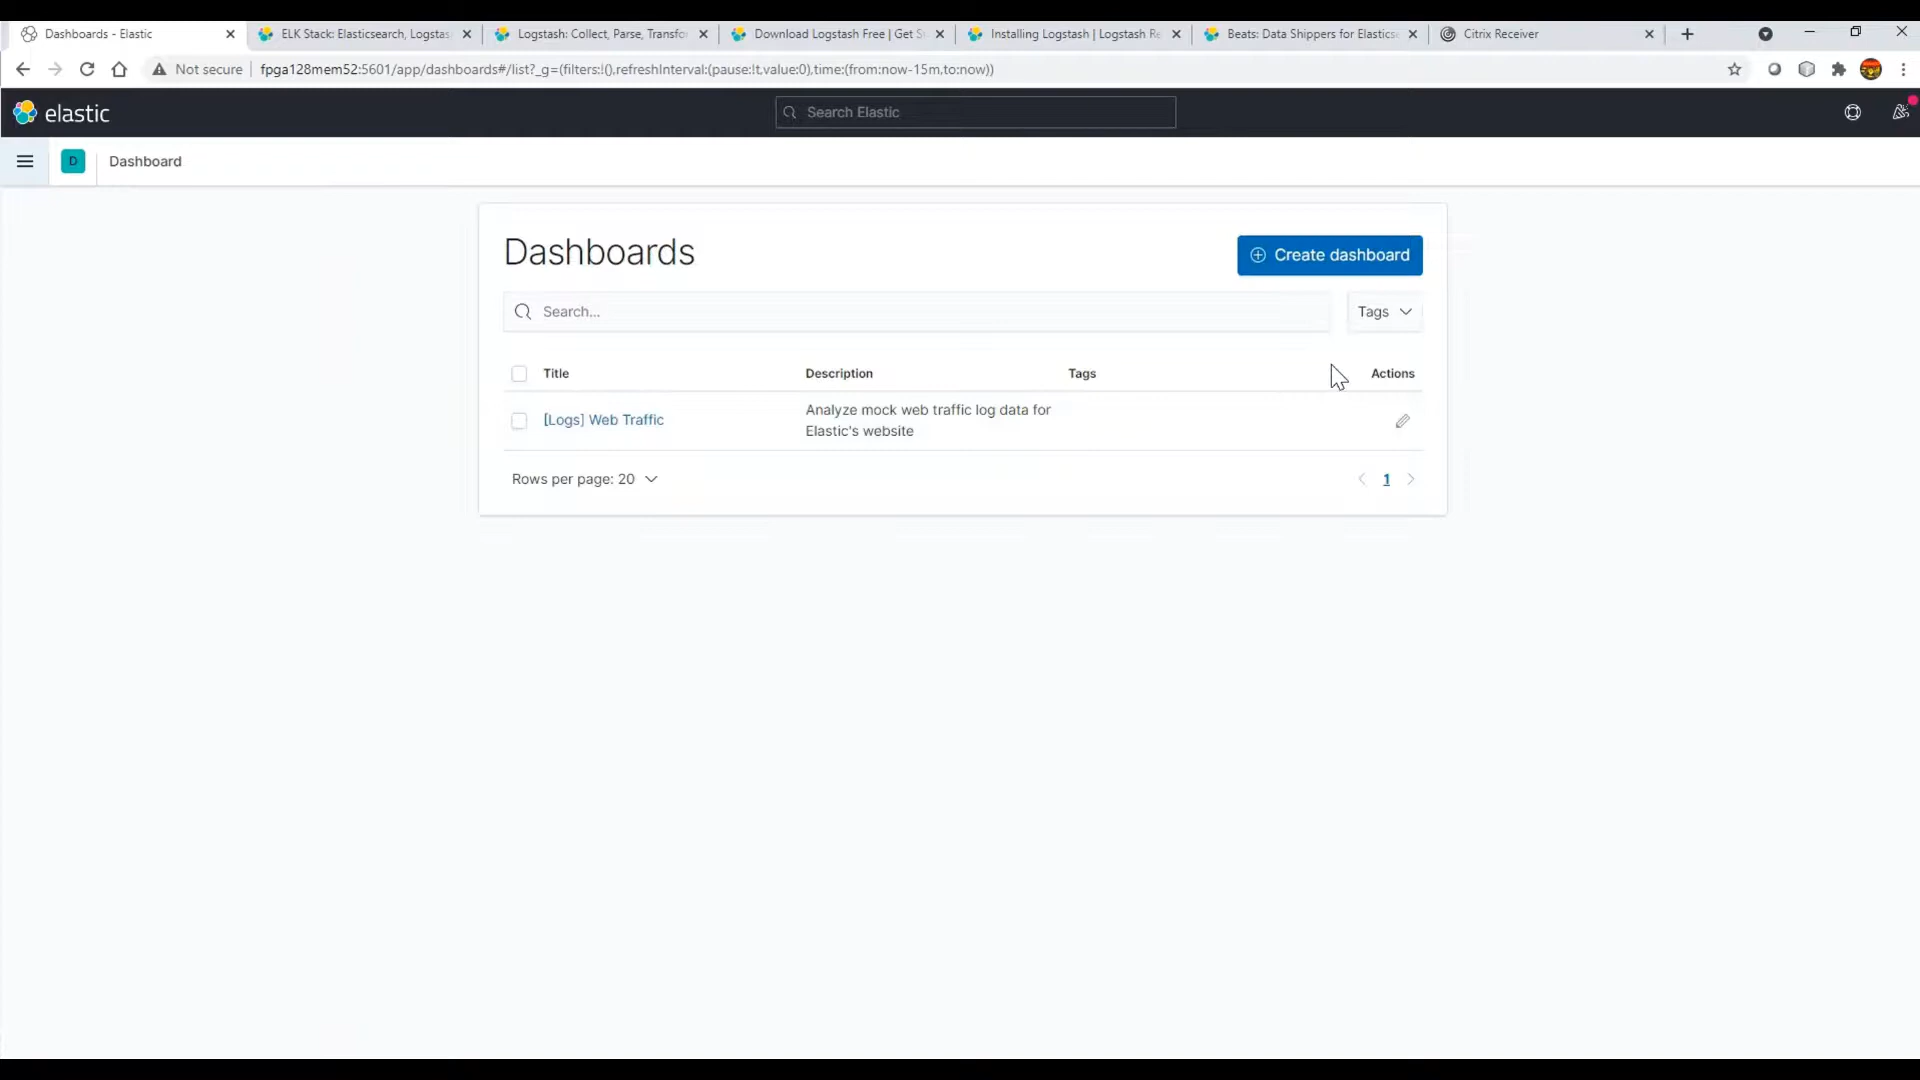 Dashboards - Elastic
ELK Stack: Elasticsearch, Logstas
Logstash: Collect, Parse, Transfo
Download Logstash Free | Get S
Installing Logstash | Logstash Re
Beats: Data Shippers for Elastics
Citrix Receiver
Not secure
fpga128mem52:5601/app/dashboards#/list?_g=(filters:!(),refreshInterval:(pause:!t,value:0),time:(from:now-15m,to:now))
elastic
Search Elastic
D
Dashboard
Dashboards
Create dashboard
Search...
Tags
Title Description Tags Actions
[Logs] Web Traffic
Analyze mock web traffic log data for
Elastic's website
Rows per page: 20
1